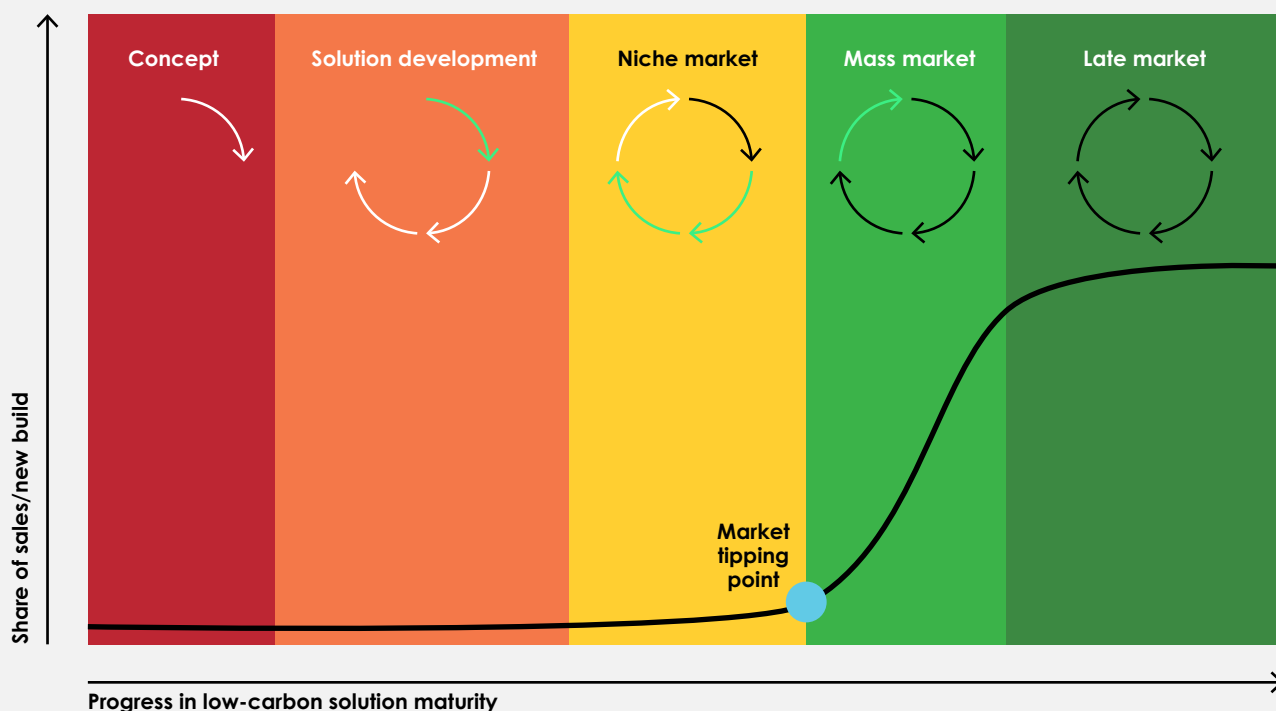 Concept
Solution development
Niche market
Mass market
Late market
Market
tipping
point
Share of sales/new build
Progress in low-carbon solution maturity